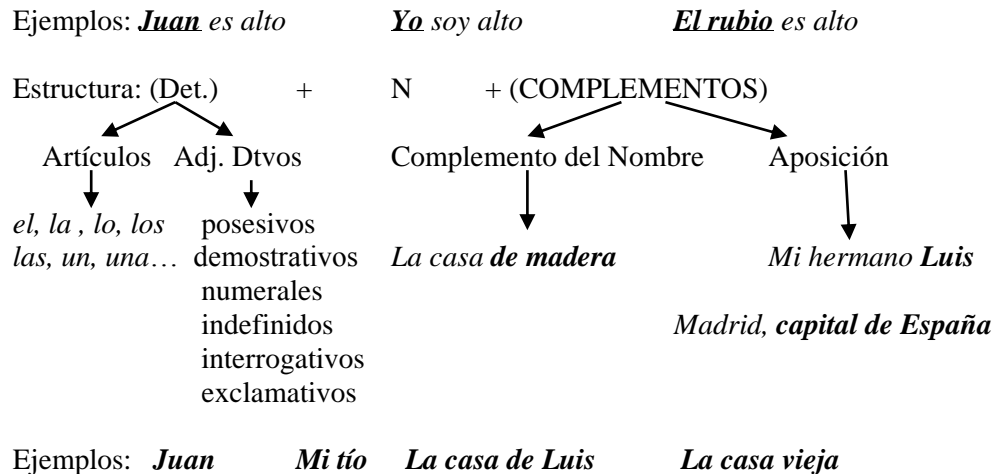 Ejemplos: Juan es alto Yo soy alto El rubio es alto
Estructura: (Det.) + N + (COMPLEMENTOS)
Artículos Adj. Dtvos Complemento del Nombre Aposición
el, la , lo, los posesivos
las, un, una… demostrativos La casa de madera Mi hermano Luis
numerales
indefinidos Madrid, capital de España
interrogativos
exclamativos
Ejemplos: Juan Mi tío La casa de Luis La casa vieja